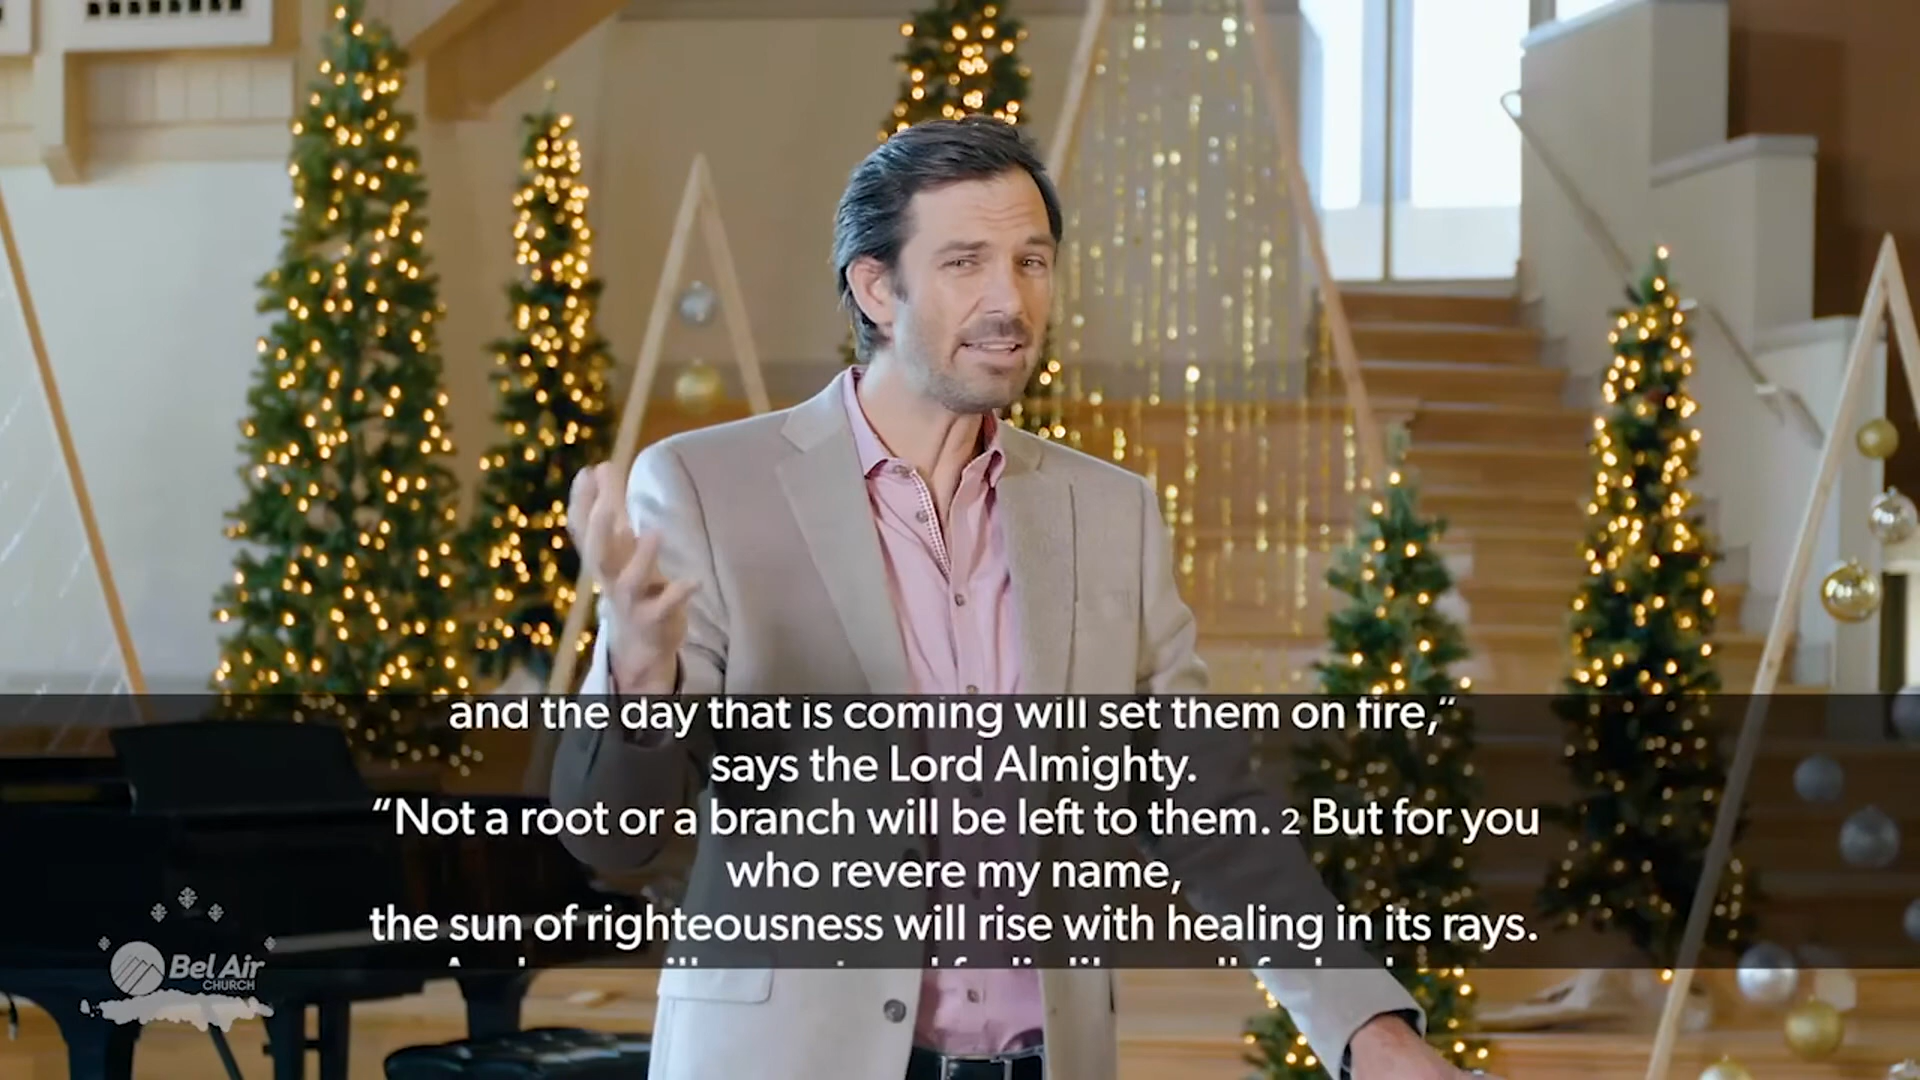 and the day that is coming will set them on fire,”
says the Lord Almighty.
“Not a root or a branch will be left to them. 2 But for you
who revere my name,
the sun of righteousness will rise with healing in its rays.
Bel Air
CHURCH